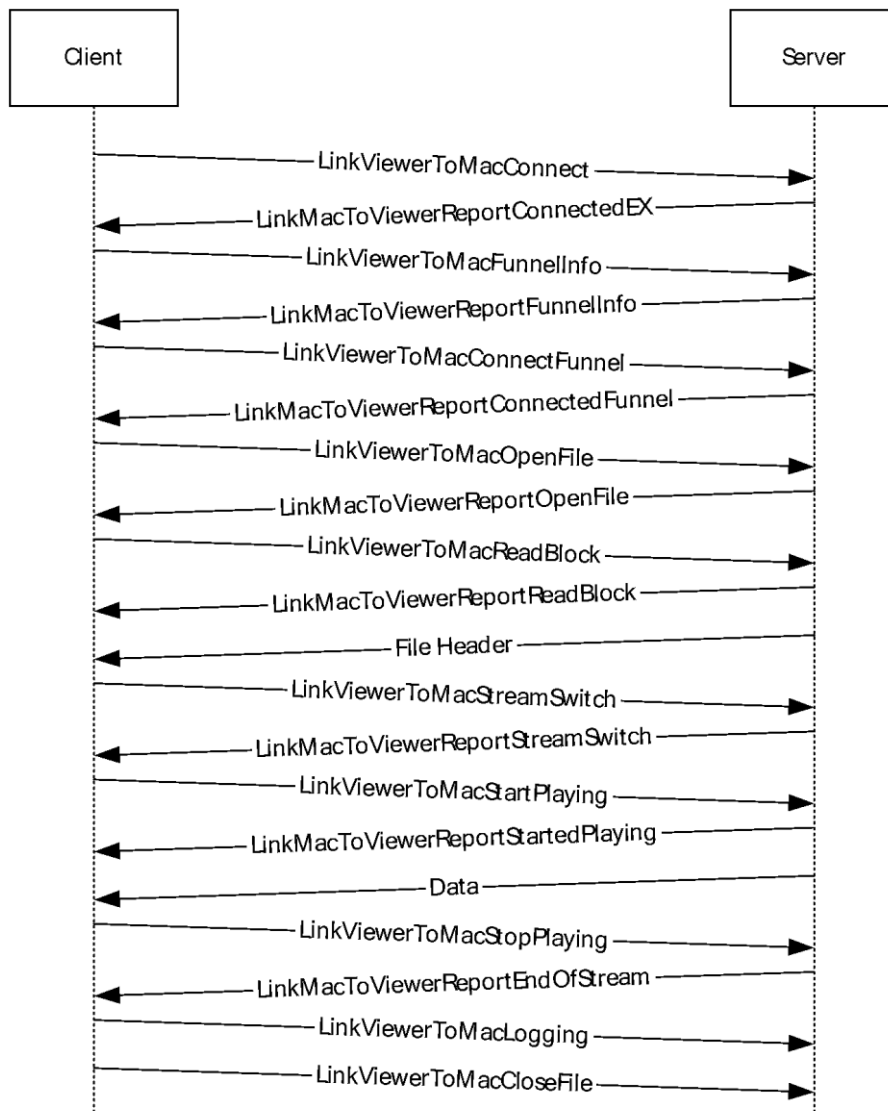 Client
Server
LinkViewerToMacConnect
LinkMacToViewerReportConnectedEX
LinkViewerToMacFunnelInfo
LinkMacToViewerReportFunnelInfo
LinkViewerToMacConnectFunnel
LinkMacToViewerReportConnectedFunnel
LinkViewerToMacOpenFile
LinkMacToViewerReportOpenFile
LinkViewerToMacReadBlock
LinkMacToViewerReportReadBlock
File Header
LinkViewerToMacStreamSwitch
LinkMacToViewerReportStreamSwitch
LinkViewerToMacStartPlaying
LinkMacToViewerReportStartedPlaying
Data
LinkViewerToMacStopPlaying
LinkMacToViewerReportEndOfStream
LinkViewerToMacLogging
LinkViewerToMacCloseFile